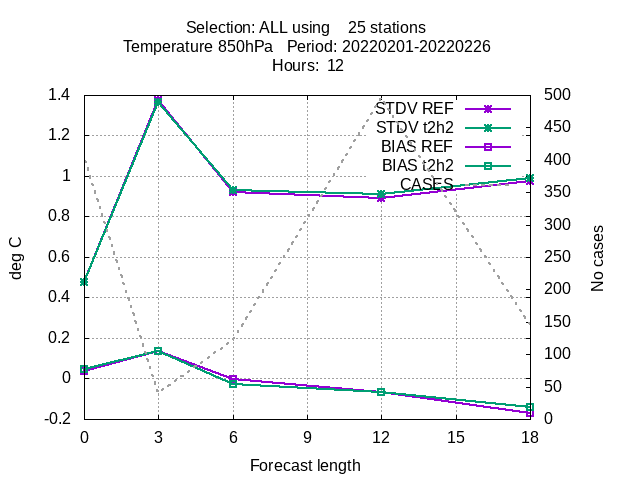 Selection: ALL using 25 stations
Temperature 850hPa Period: 20220201-20220226
Hours: 12
1.4
1.2
1
0.8
0.6
0.4
0.2
0
-0.2
deg C
STDV REF
STDV t2h2
BIAS REF
BIAS t2h2
CASES
500
450
400
350
300
250
200
150
100
50
0
No cases
0 3 6 9 12 15 18
Forecast length